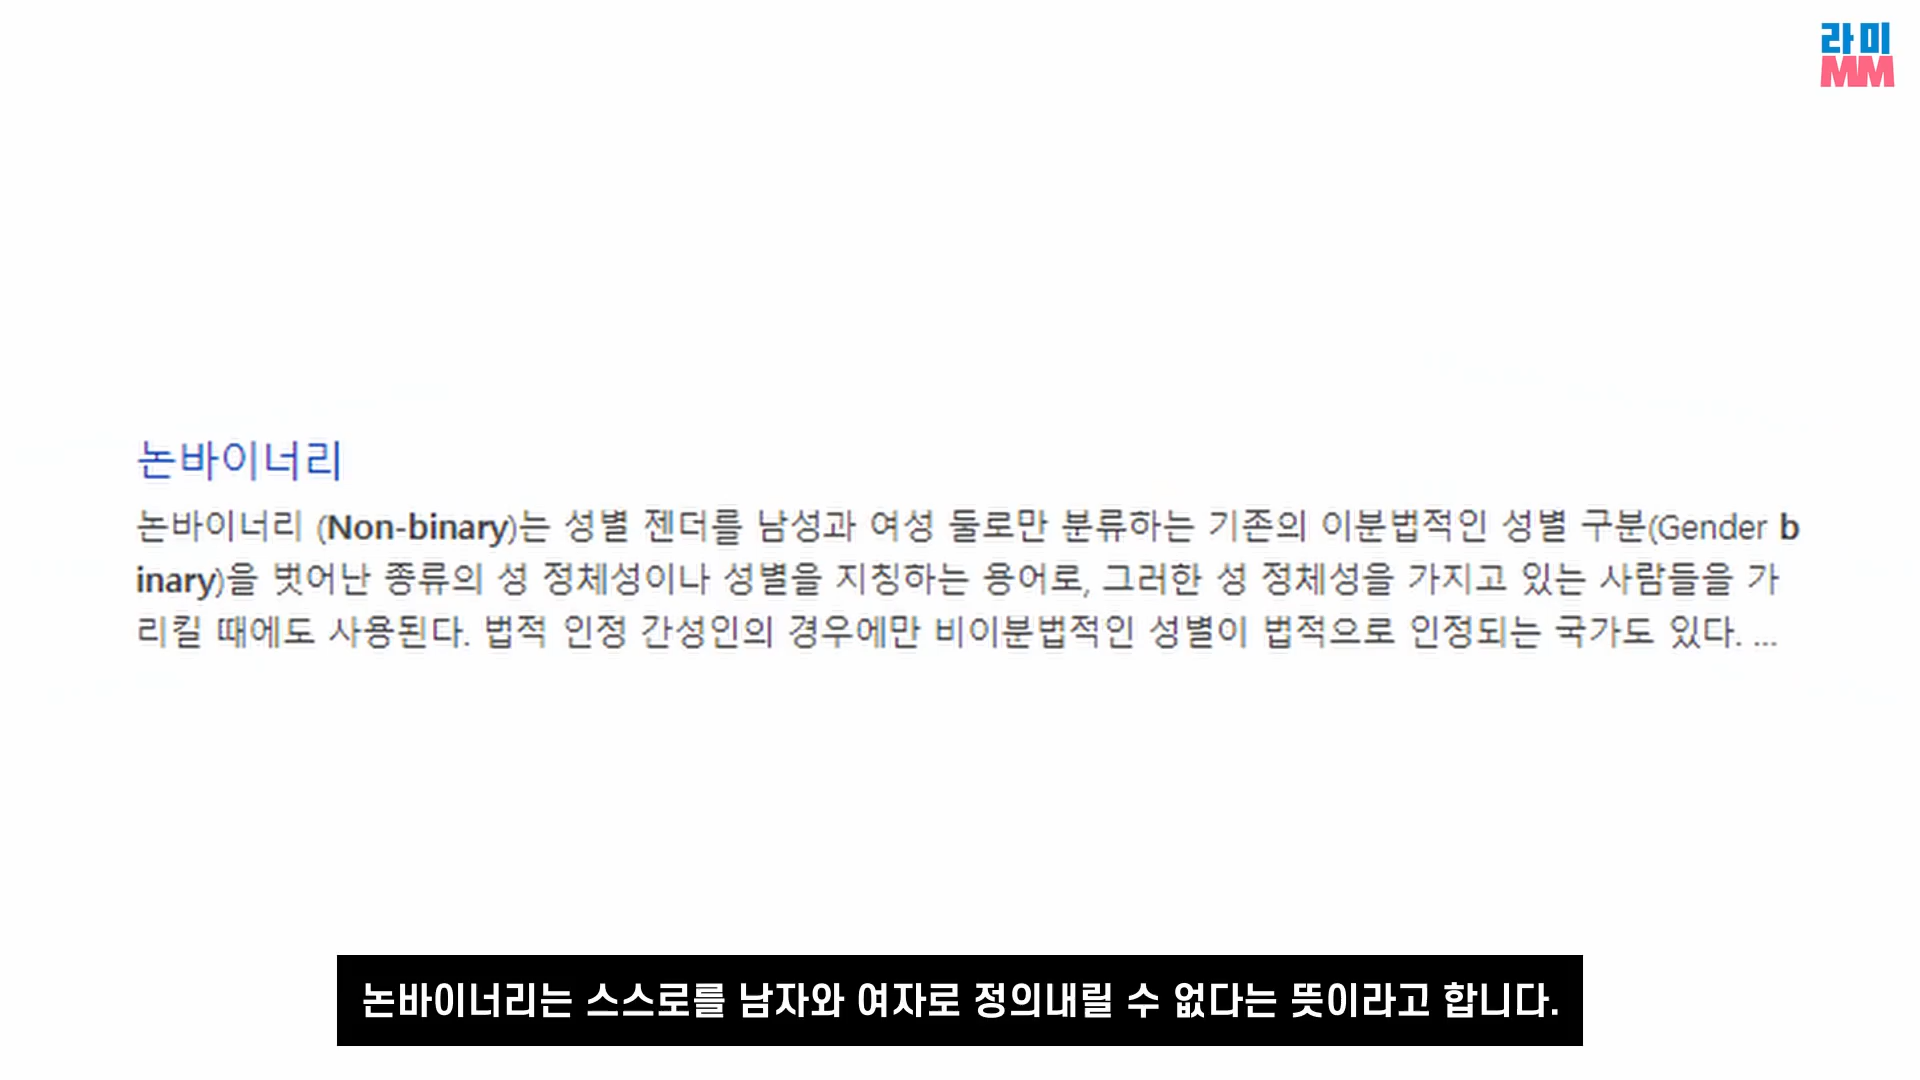 라미
MM
논바이너리
논바이너리 (Non-binary)는 성별 젠더를 남성과 여성 둘로만 분류하는 기존의 이분법적인 성별 구분(Gender b
inary)을 벗어난 종류의 성 정체성이나 성별을 지칭하는 용어로, 그러한 성 정체성을 가지고 있는 사람들을 가
리킬 때에도 사용된다. 법적 인정 간성인의 경우에만 비이분법적인 성별이 법적으로 인정되는 국가도 있다. ...
논바이너리는 스스로를 남자와 여자로 정의내릴 수 없다는 뜻이라고 합니다.